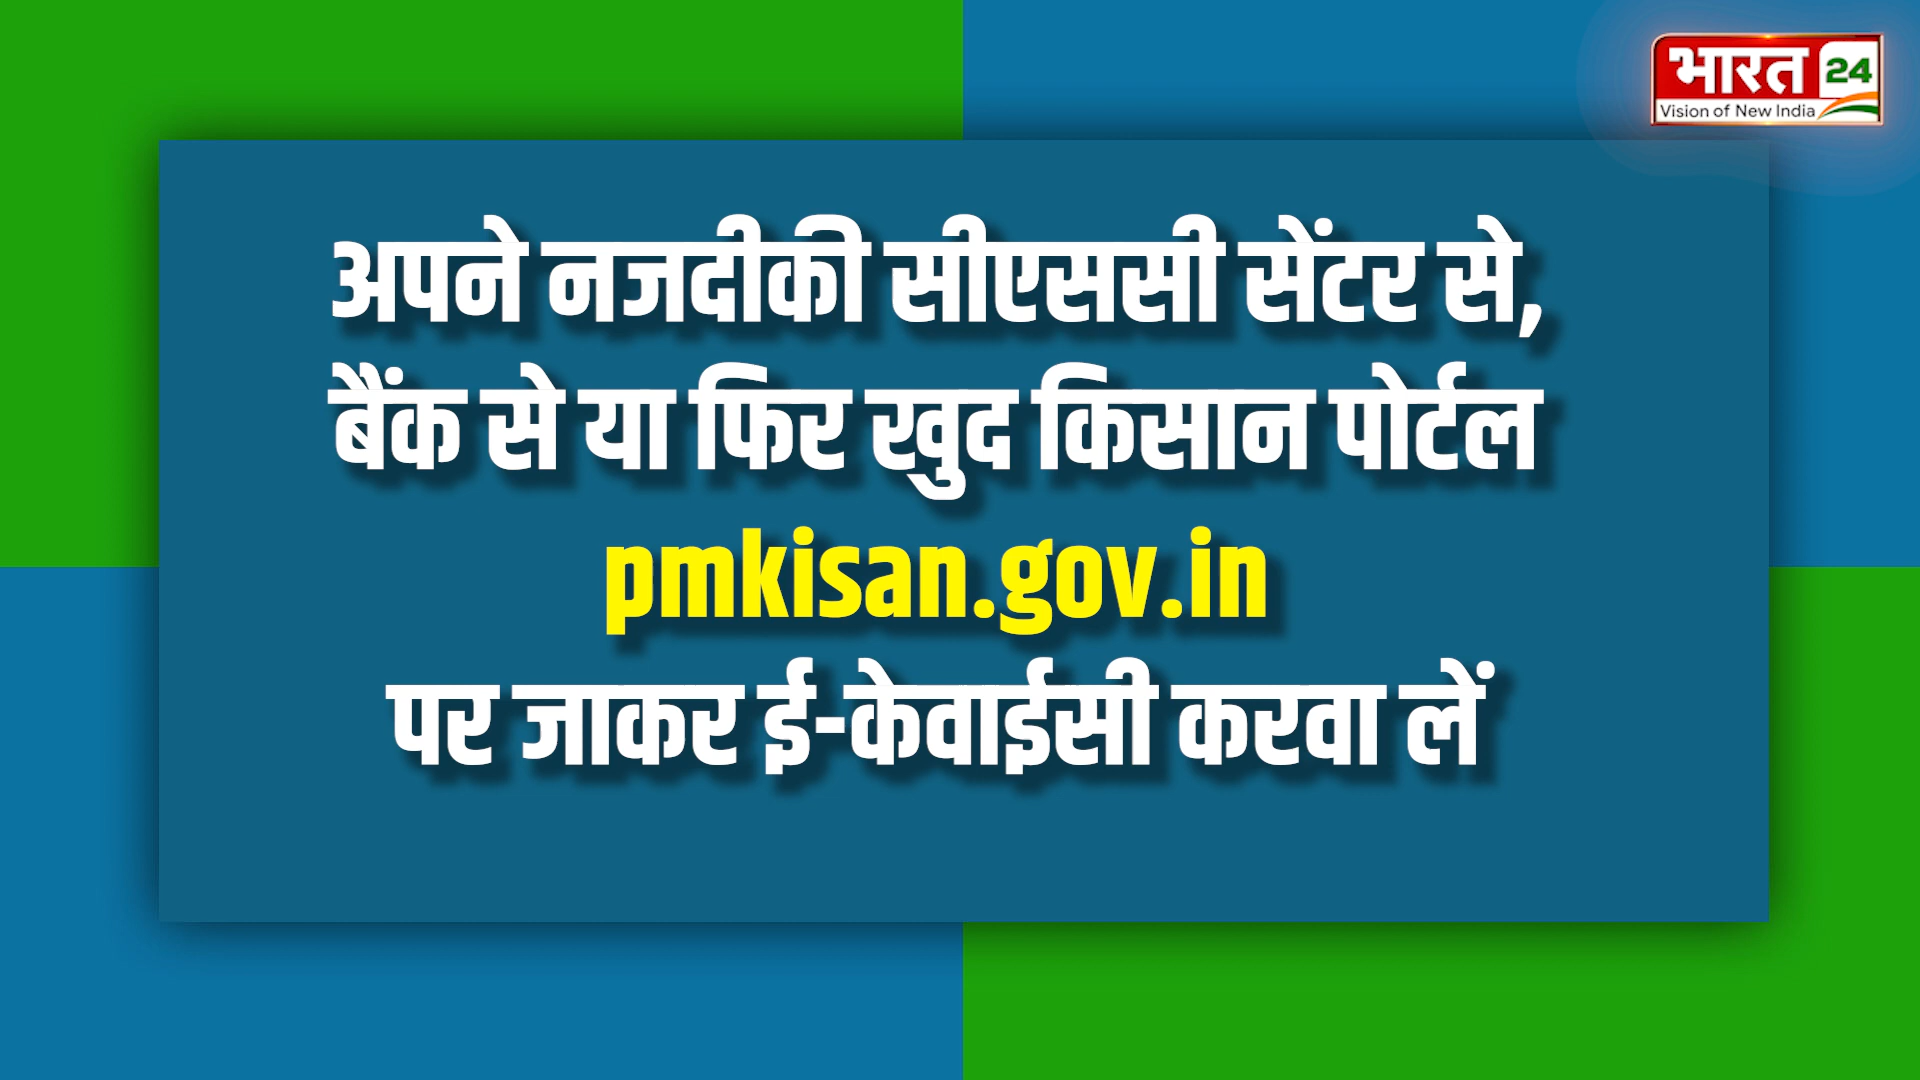 भारत 24
Vision of New India
अपने नजदीकी सीएससी सेंटर से,
बैंक से या फिर खुद किसान पोर्टल
pmkisan.gov.in
पर जाकर ई-केवाईसी करवा लें